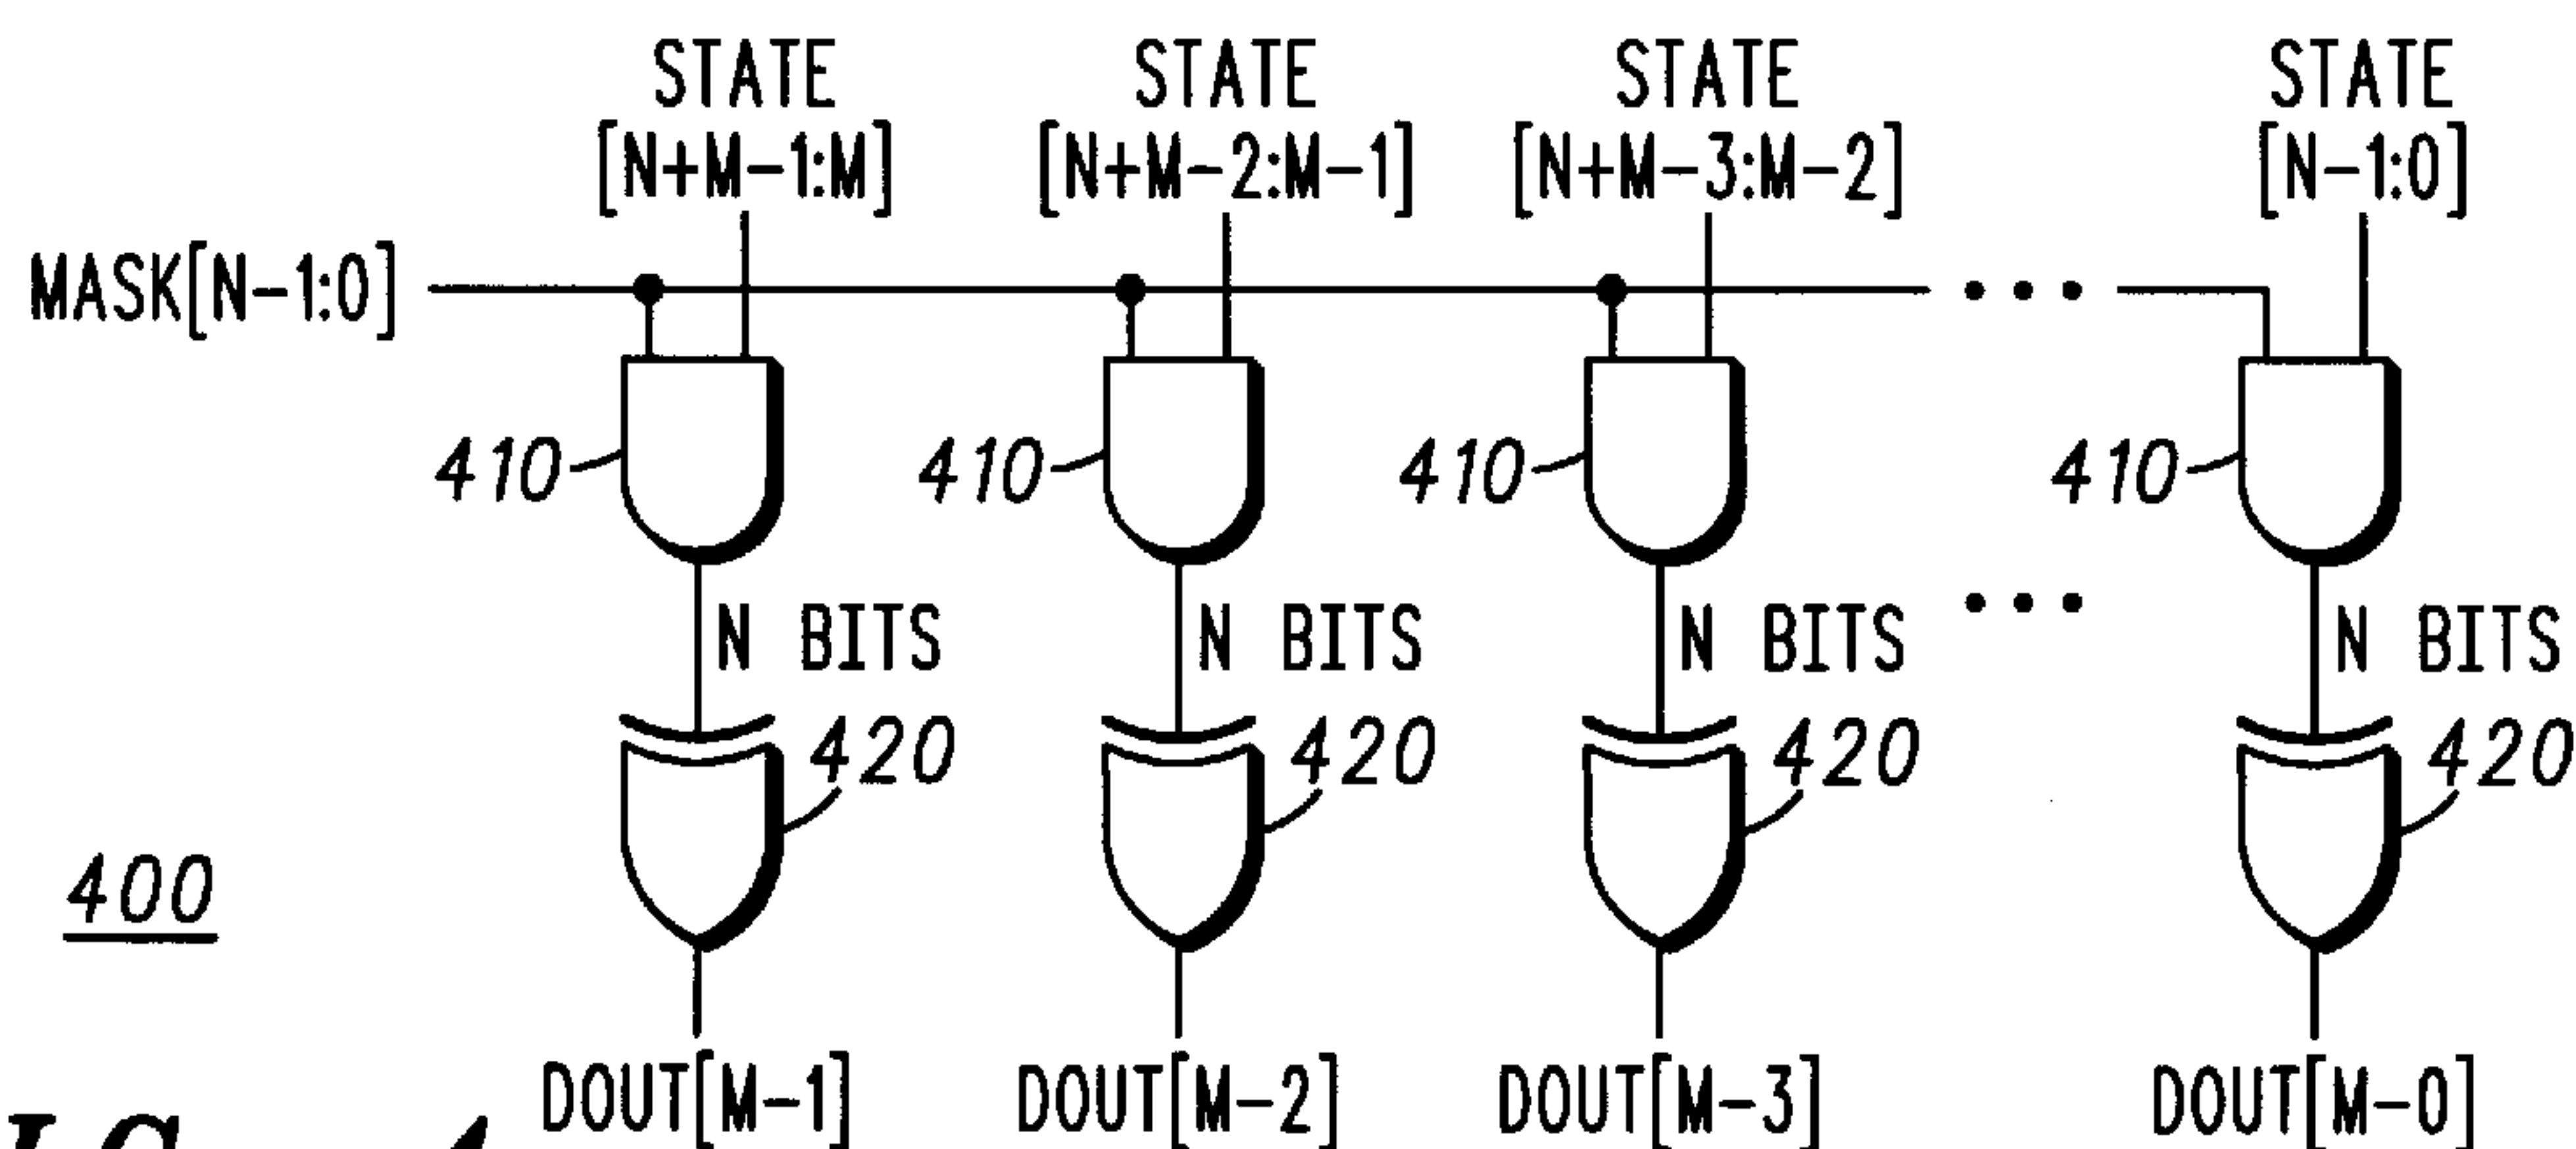 STATE STATE STATE STATE
[N+M-1:M] [N+M-2:M-1] [N+M-3:M-2] [N-1:0]
MASK[N-1:0]
410 410 410 410
N BITS N BITS N BITS N BITS
420 420 420 420
400
DOUT[M-1] DOUT[M-2] DOUT[M-3] DOUT[M-0]